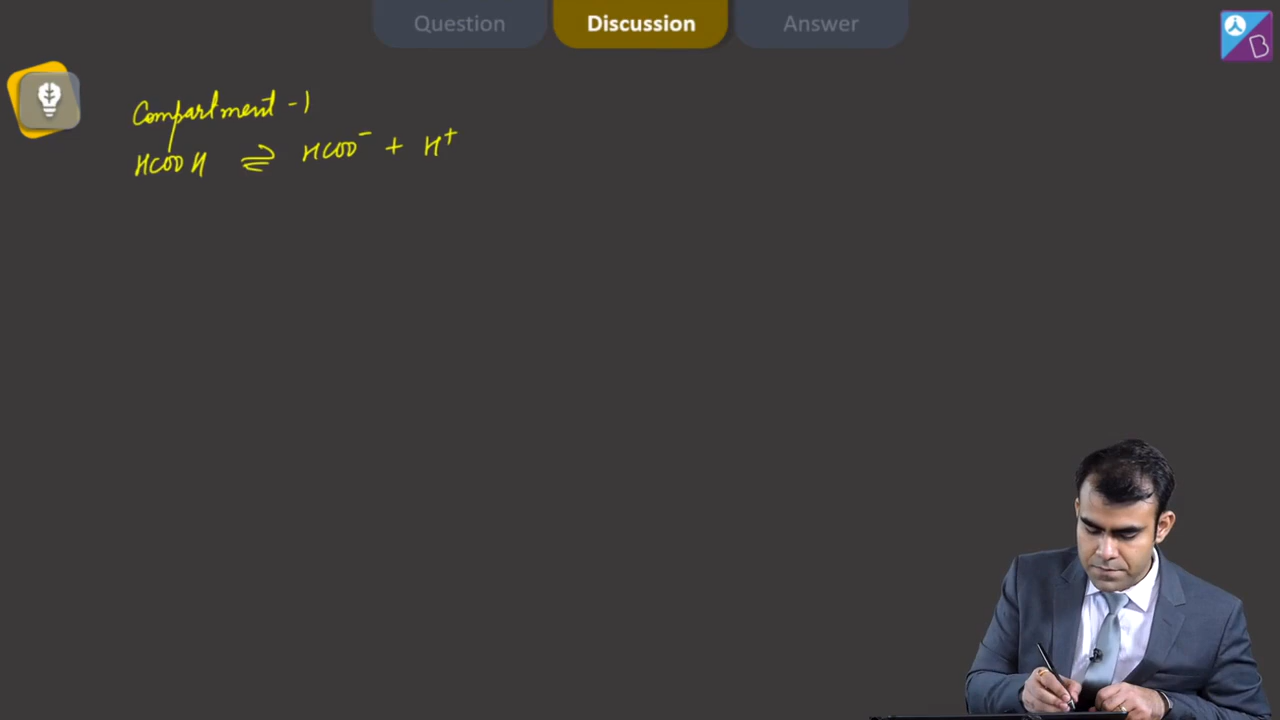 Question Discussion Answer
Compartment-1
HCOOH ⇌ HCOO⁻ + H⁺
B